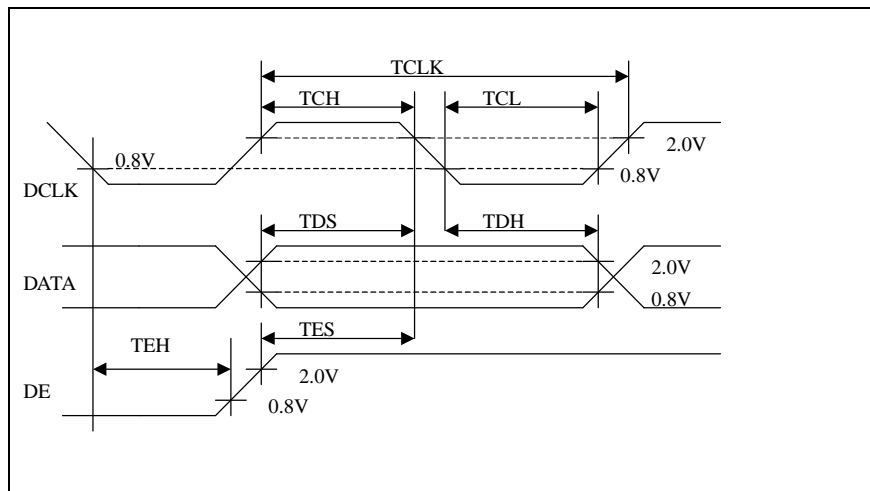 TCLK
TCH TCL
0.8V 2.0V
0.8V
DCLK
TDS TDH
2.0V
DATA
0.8V
TES
TEH
2.0V
DE
0.8V